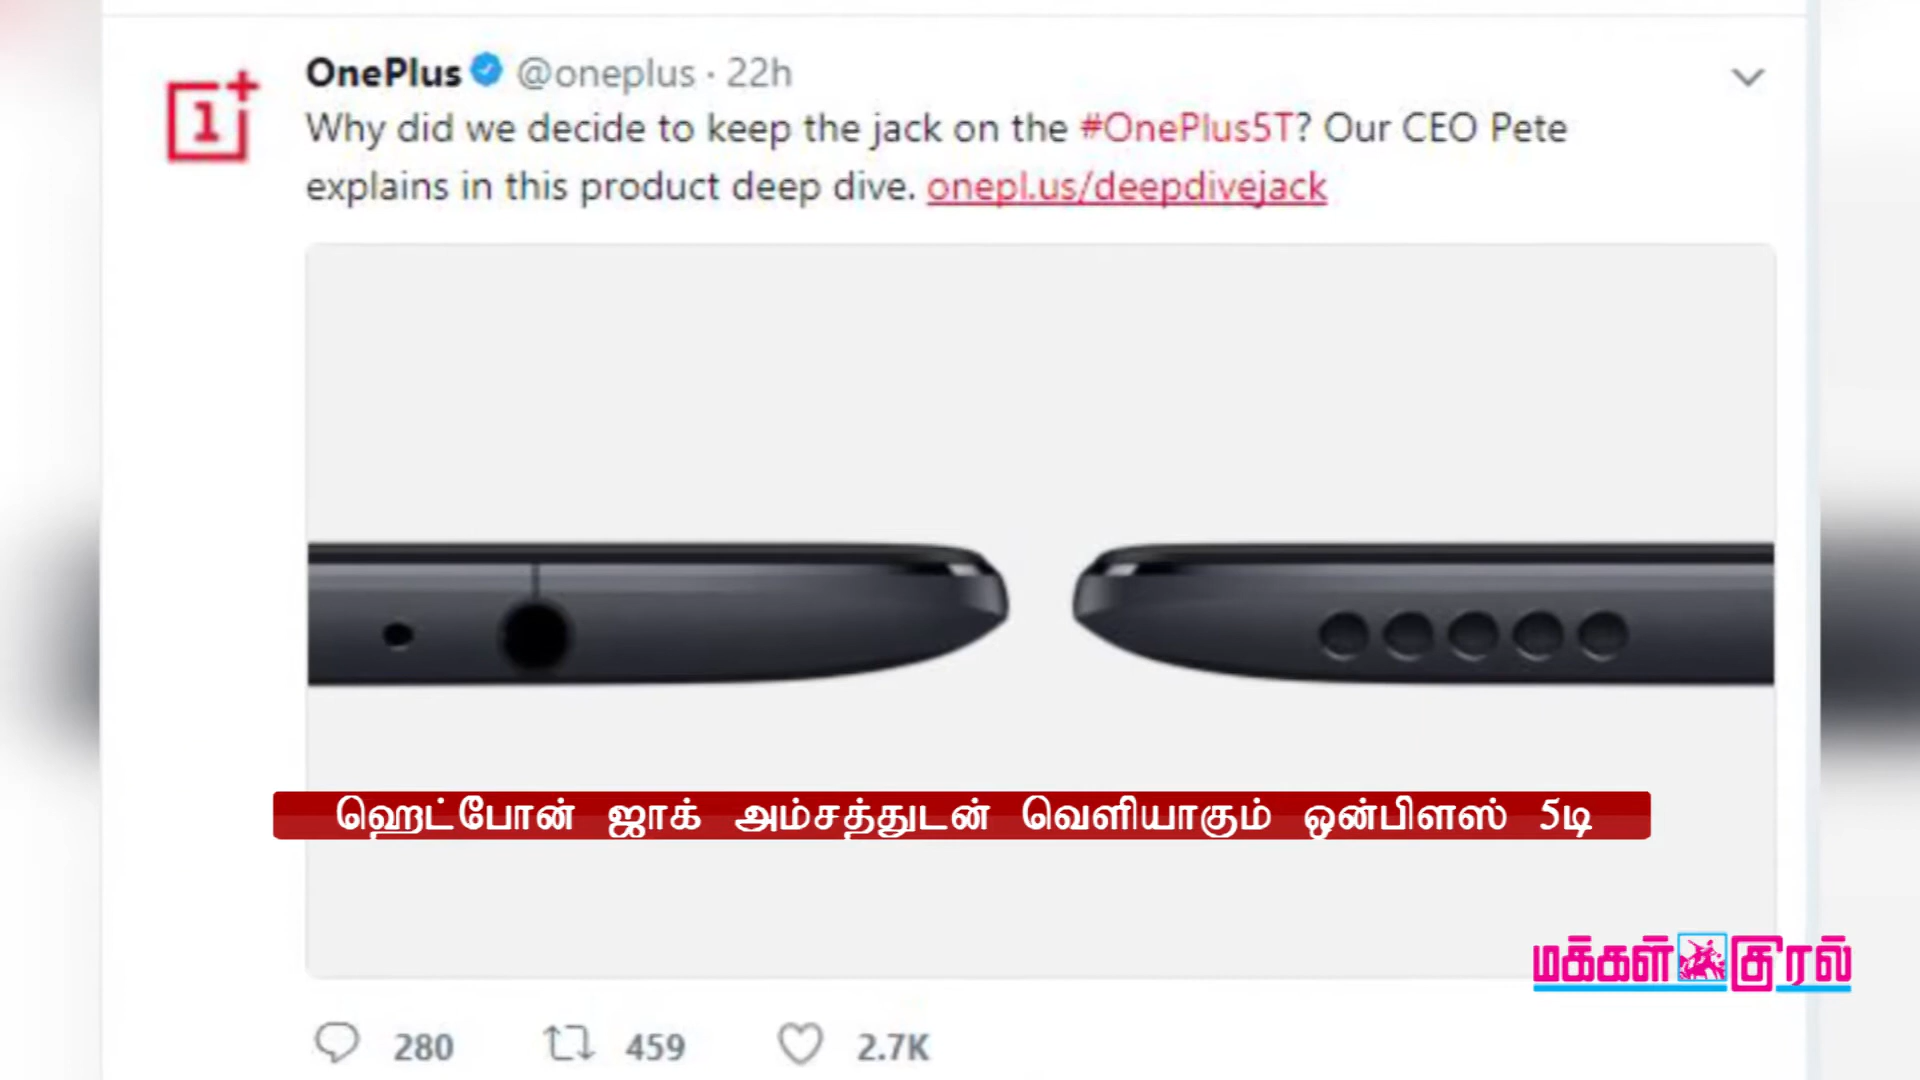 OnePlus @oneplus · 22h
Why did we decide to keep the jack on the #OnePlus5T? Our CEO Pete
explains in this product deep dive. onepl.us/deepdivejack
ஹெட்போன் ஜாக் அம்சத்துடன் வெளியாகும் ஒன்பிளஸ் 5டி
மக்கள் குரல்
280 459 2.7K